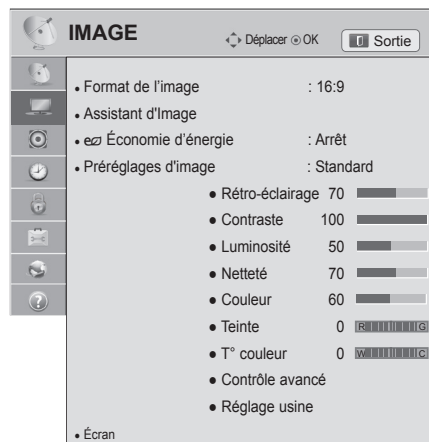 IMAGE Déplacer OK Sortie
• Format de l'image : 16:9
• Assistant d'Image
• e Économie d'énergie : Arrêt
• Préréglages d'image : Standard
• Rétro-éclairage 70
• Contraste 100
• Luminosité 50
• Netteté 70
• Couleur 60
• Teinte 0 R G
• T° couleur 0 W C
• Contrôle avancé
• Réglage usine
• Écran